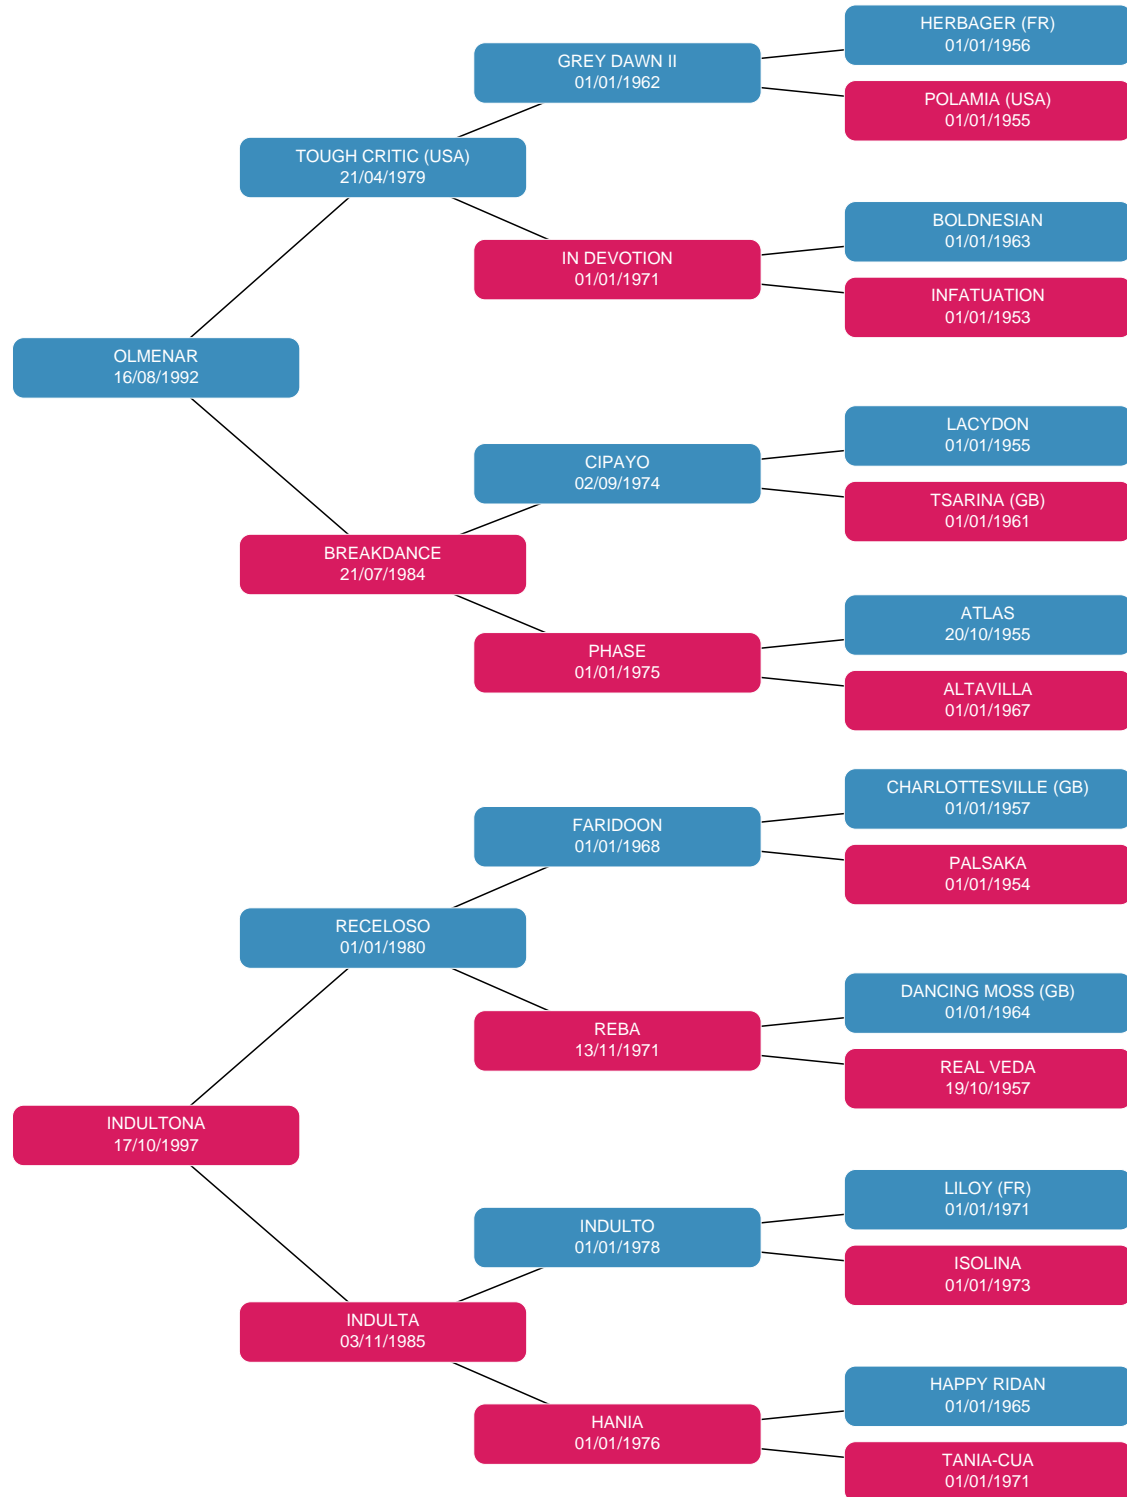 HERBAGER (FR)
01/01/1956
GREY DAWN II
01/01/1962
POLAMIA (USA)
01/01/1955
TOUGH CRITIC (USA)
21/04/1979
BOLDNESIAN
01/01/1963
IN DEVOTION
01/01/1971
INFATUATION
01/01/1953
OLMENAR
16/08/1992
LACYDON
01/01/1955
CIPAYO
02/09/1974
TSARINA (GB)
01/01/1961
BREAKDANCE
21/07/1984
ATLAS
20/10/1955
PHASE
01/01/1975
ALTAVILLA
01/01/1967
CHARLOTTESVILLE (GB)
01/01/1957
FARIDOON
01/01/1968
PALSAKA
01/01/1954
RECELOSO
01/01/1980
DANCING MOSS (GB)
01/01/1964
REBA
13/11/1971
REAL VEDA
19/10/1957
INDULTONA
17/10/1997
LILOY (FR)
01/01/1971
INDULTO
01/01/1978
ISOLINA
01/01/1973
INDULTA
03/11/1985
HAPPY RIDAN
01/01/1965
HANIA
01/01/1976
TANIA-CUA
01/01/1971